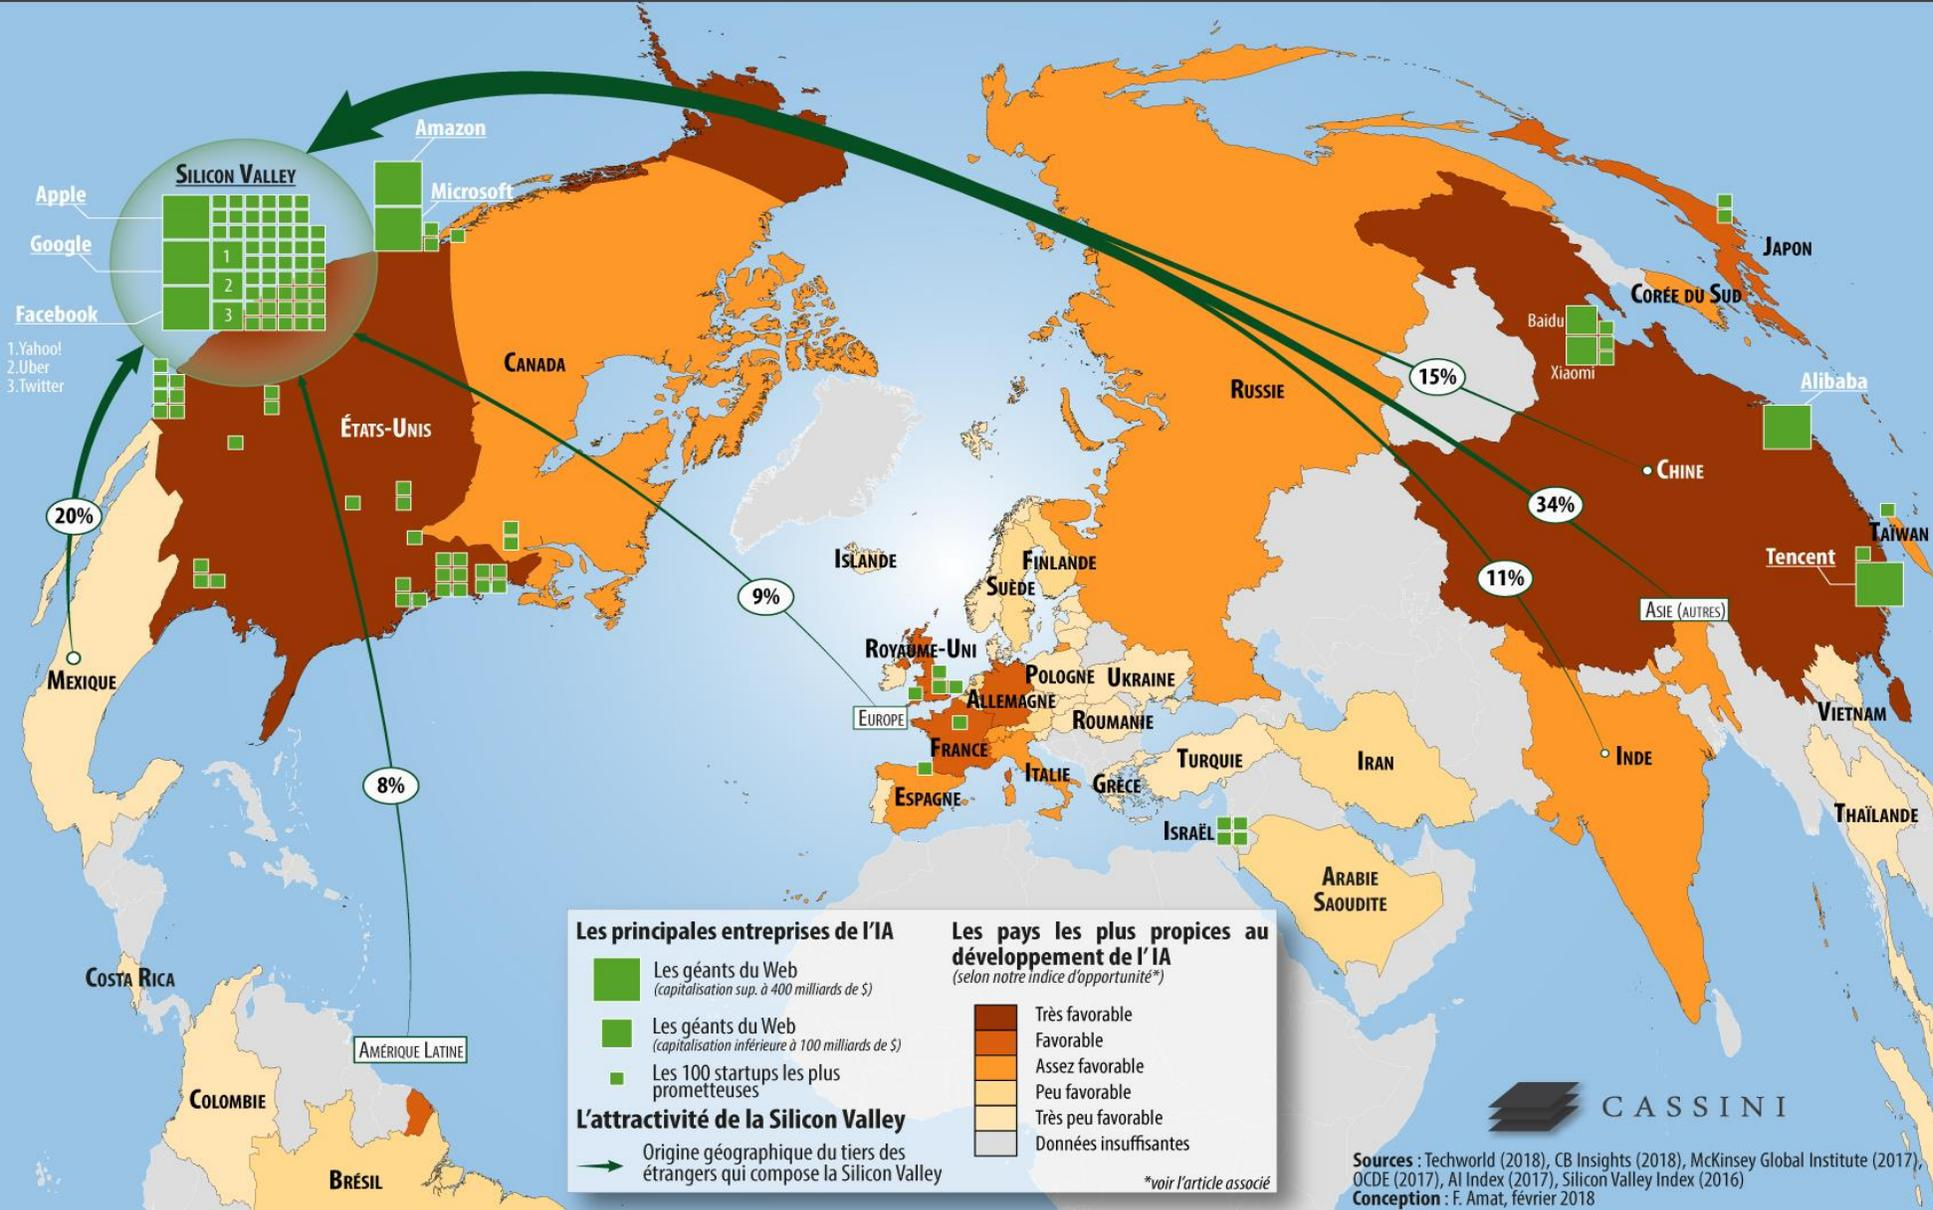 Amazon
SILICON VALLEY
Microsoft
Apple
Google
Facebook
1
2
3
1.Yahoo!
2.Uber
3.Twitter
CANADA
ÉTATS-UNIS
20%
MEXIQUE
8%
9%
ISLANDE
FINLANDE
SUÈDE
ROYAUME-UNI
POLOGNE
UKRAINE
ALLEMAGNE
EUROPE
ROUMANIE
FRANCE
ITALIE
GRÈCE
ESPAGNE
TURQUIE
IRAN
ISRAËL
ARABIE
SAOUDITE
RUSSIE
JAPON
CORÉE DU SUD
Baidu
Xiaomi
15%
Alibaba
CHINE
34%
TAÏWAN
Tencent
11%
ASIE (AUTRES)
VIETNAM
INDE
THAÏLANDE
COSTA RICA
AMÉRIQUE LATINE
COLOMBIE
BRÉSIL
Les principales entreprises de l'IA
Les géants du Web
(capitalisation sup. à 400 milliards de $)
Les géants du Web
(capitalisation inférieure à 100 milliards de $)
Les 100 startups les plus
prometteuses
L'attractivité de la Silicon Valley
Origine géographique du tiers des
étrangers qui compose la Silicon Valley
Les pays les plus propices au
développement de l' IA
(selon notre indice d'opportunité*)
Très favorable
Favorable
Assez favorable
Peu favorable
Très peu favorable
Données insuffisantes
*voir l'article associé
CASSINI
Sources : Techworld (2018), CB Insights (2018), McKinsey Global Institute (2017),
OCDE (2017), AI Index (2017), Silicon Valley Index (2016)
Conception : F. Amat, février 2018